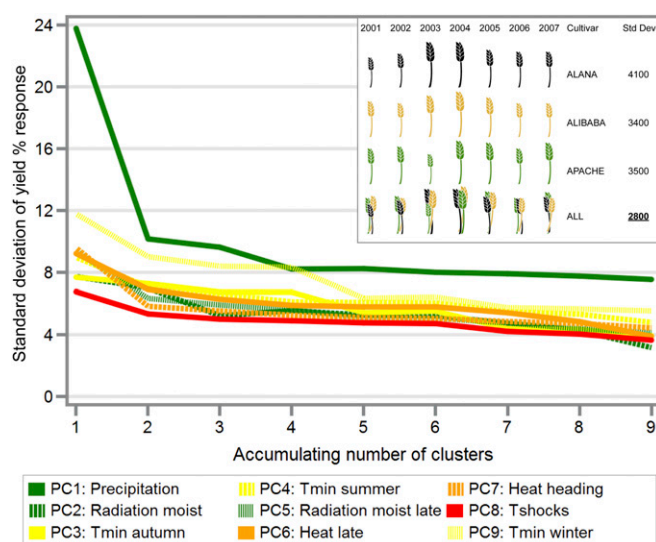 24
20
16
12
8
4
0
Standard deviation of yield % response
2001 2002 2003 2004 2005 2006 2007 Cultivar Std Dev
ALANA 4100
ALIBABA 3400
APACHE 3500
ALL 2800
1 2 3 4 5 6 7 8 9
Accumulating number of clusters
PC1: Precipitation PC4: Tmin summer PC7: Heat heading
PC2: Radiation moist PC5: Radiation moist late PC8: Tshocks
PC3: Tmin autumn PC6: Heat late PC9: Tmin winter